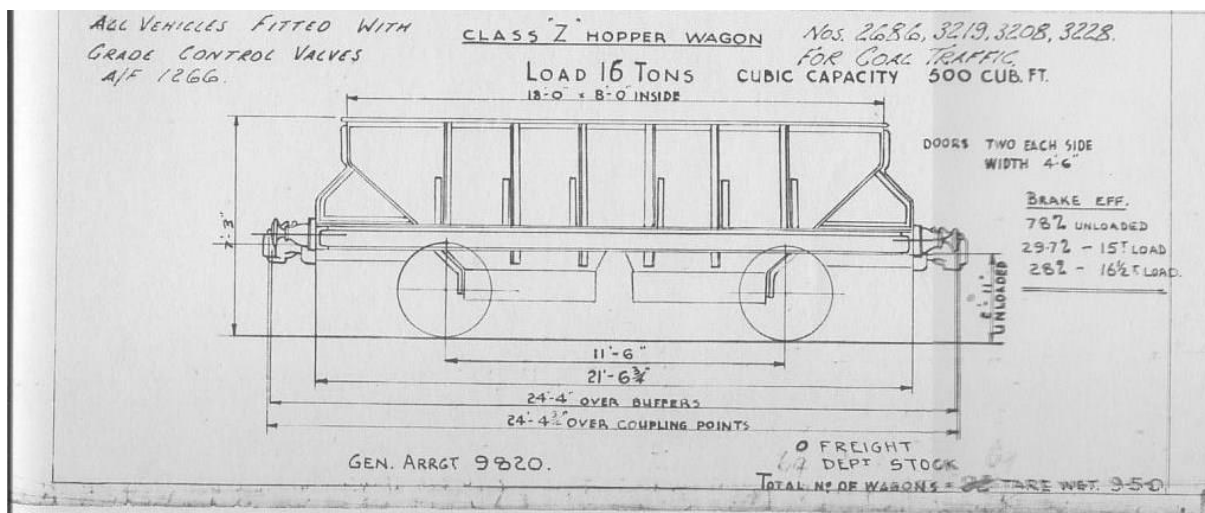 ALL VEHICLES FITTED WITH
GRADE CONTROL VALVES
A/F 1266.
CLASS "Z" HOPPER WAGON
NOS. 2686, 3219, 3208, 3228.
FOR COAL TRAFFIC.
LOAD 16 TONS CUBIC CAPACITY 500 CUB. FT.
18'-0" × 8'-0" INSIDE
DOORS TWO EACH SIDE
WIDTH 4'-6"
BRAKE EFF.
78% UNLOADED
29.7% - 15T LOAD
28% - 16½T LOAD.
7'-3"
UNLOADED
11'-6"
21'-6¾"
24'-4" OVER BUFFERS
24'-4½" OVER COUPLING POINTS
GEN. ARRGT 9820.
0 FREIGHT
DEPT STOCK
TOTAL NO OF WAGONS = TARE WGT. 9-5-0